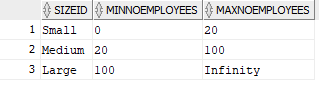 SIZEID MINNOEMPLOYEES MAXNOEMPLOYEES
1 Small 0 20
2 Medium 20 100
3 Large 100 Infinity